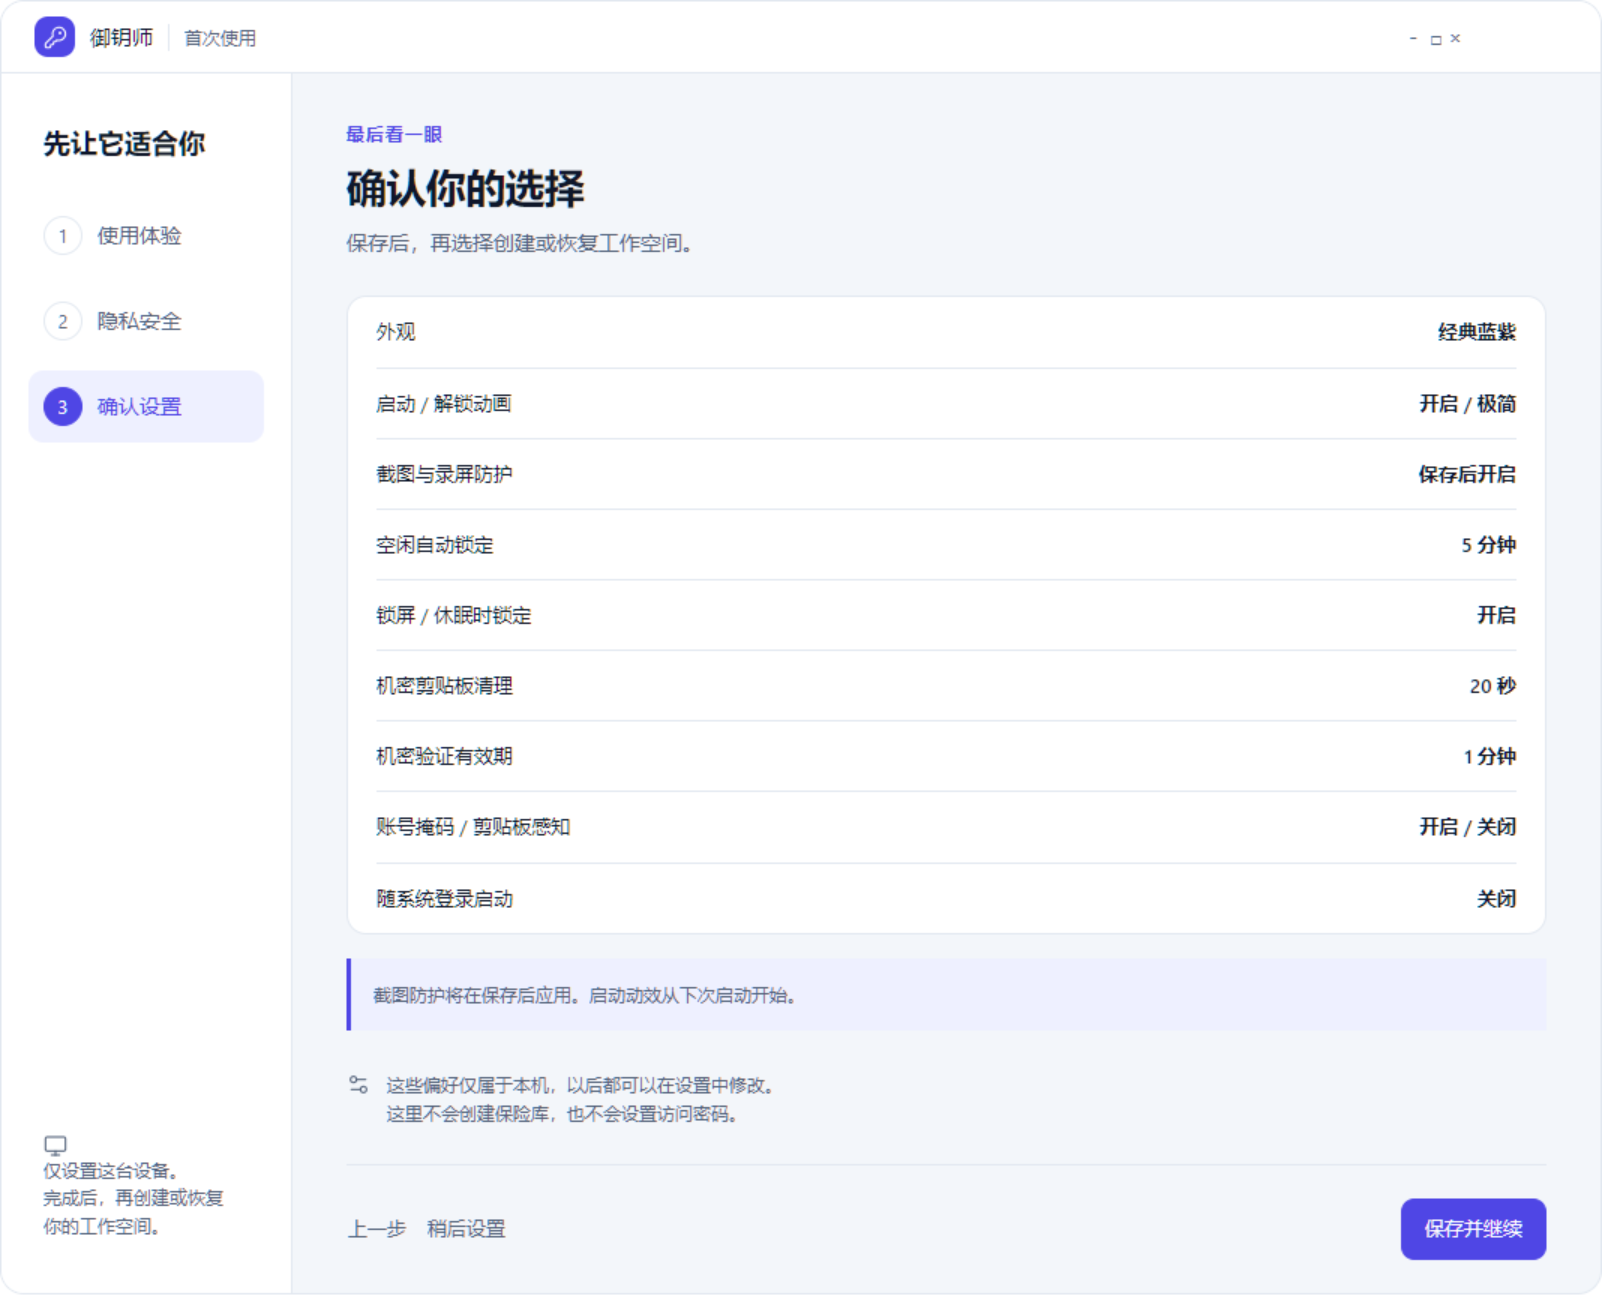 御钥师
首次使用
先让它适合你
1 使用体验
2 隐私安全
3 确认设置
仅设置这台设备。
完成后，再创建或恢复
你的工作空间。
最后看一眼
确认你的选择
保存后，再选择创建或恢复工作空间。
外观 经典蓝紫
启动 / 解锁动画 开启 / 极简
截图与录屏防护 保存后开启
空闲自动锁定 5 分钟
锁屏 / 休眠时锁定 开启
机密剪贴板清理 20 秒
机密验证有效期 1 分钟
账号掩码 / 剪贴板感知 开启 / 关闭
随系统登录启动 关闭
截图防护将在保存后应用。启动动效从下次启动开始。
这些偏好仅属于本机，以后都可以在设置中修改。
这里不会创建保险库，也不会设置访问密码。
上一步 稍后设置 保存并继续